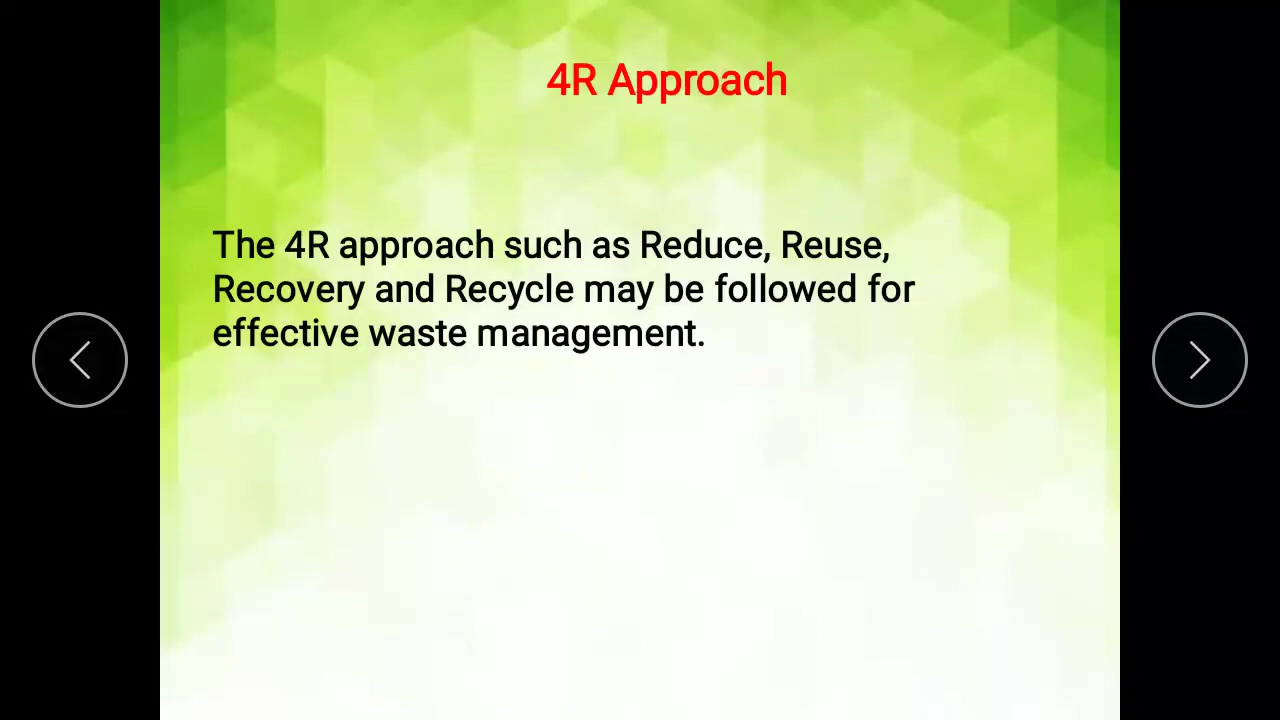 4R Approach
The 4R approach such as Reduce, Reuse,
Recovery and Recycle may be followed for
effective waste management.